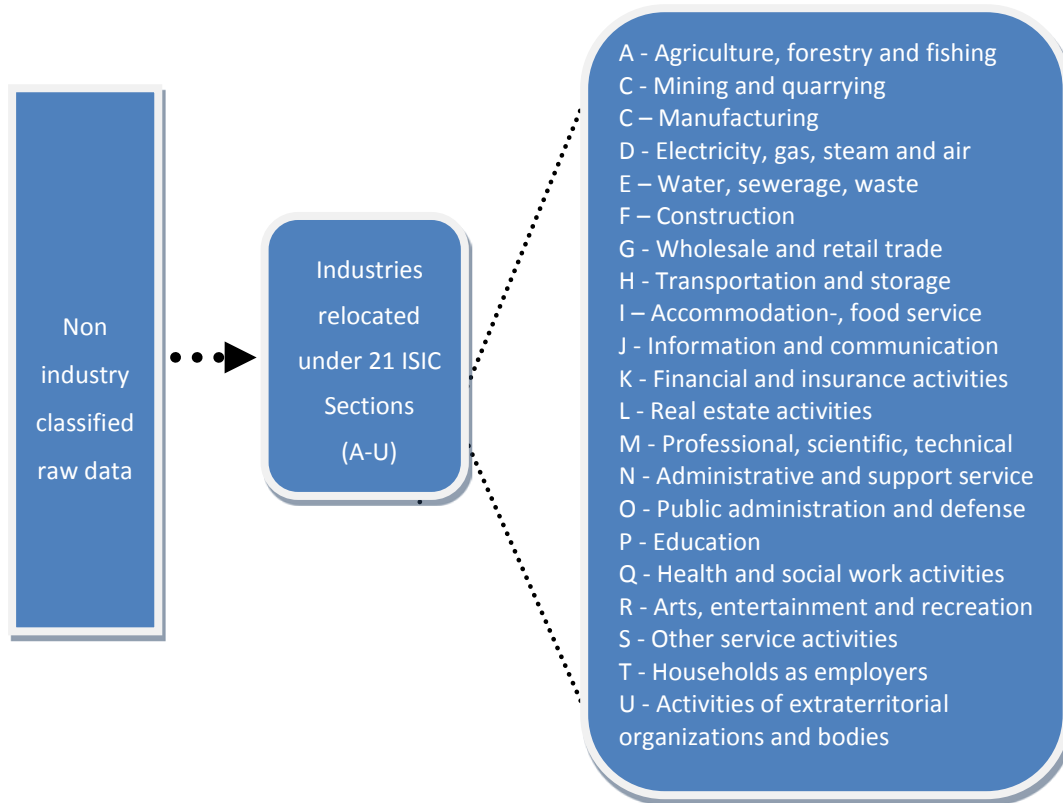 Non
industry
classified
raw data
Industries
relocated
under 21 ISIC
Sections
(A-U)
A - Agriculture, forestry and fishing
C - Mining and quarrying
C – Manufacturing
D - Electricity, gas, steam and air
E – Water, sewerage, waste
F – Construction
G - Wholesale and retail trade
H - Transportation and storage
I – Accommodation-, food service
J - Information and communication
K - Financial and insurance activities
L - Real estate activities
M - Professional, scientific, technical
N - Administrative and support service
O - Public administration and defense
P - Education
Q - Health and social work activities
R - Arts, entertainment and recreation
S - Other service activities
T - Households as employers
U - Activities of extraterritorial
organizations and bodies